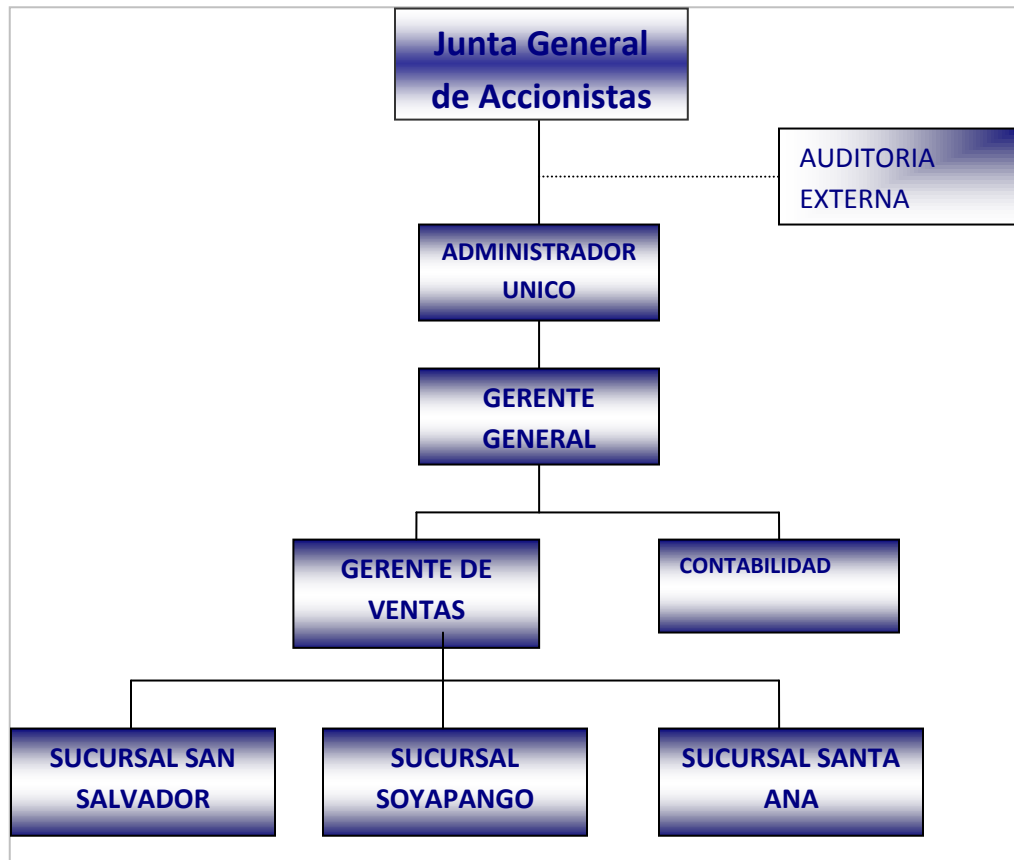 Junta General
de Accionistas
AUDITORIA
EXTERNA
ADMINISTRADOR
UNICO
GERENTE
GENERAL
GERENTE DE
VENTAS
CONTABILIDAD
SUCURSAL SAN
SALVADOR
SUCURSAL
SOYAPANGO
SUCURSAL SANTA
ANA